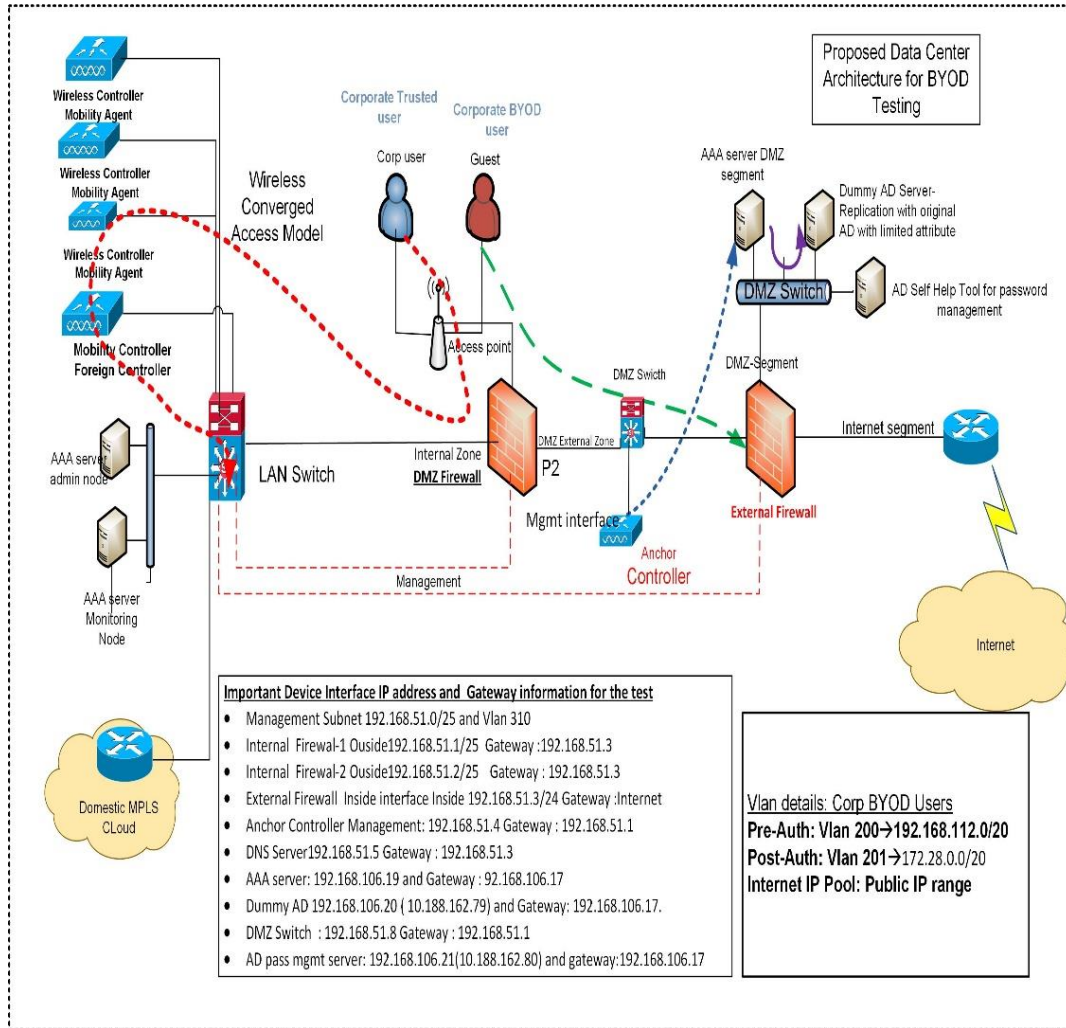 Proposed Data Center
Architecture for BYOD
Testing
Wireless Controller
Mobility Agent
Wireless Controller
Mobility Agent
Wireless Controller
Mobility Agent
Mobility Controller
Foreign Controller
Wireless
Converged
Access Model
Corporate Trusted
user
Corporate BYOD
user
Corp user
Guest
Access point
AAA server DMZ
segment
Dummy AD Server-
Replication with original
AD with limited attribute
DMZ Switch
AD Self Help Tool for password
management
DMZ-Segment
DMZ Swicth
AAA server
admin node
AAA server
Monitoring
Node
LAN Switch
Internal Zone
DMZ Firewall
P2
DMZ External Zone
Mgmt interface
Anchor
Controller
External Firewall
Internet segment
Management
Internet
Domestic MPLS
CLoud
Important Device Interface IP address and Gateway information for the test
• Management Subnet 192.168.51.0/25 and Vlan 310
• Internal Firewal-1 Ouside192.168.51.1/25 Gateway :192.168.51.3
• Internal Firewal-2 Ouside192.168.51.2/25 Gateway : 192.168.51.3
• External Firewall Inside interface Inside 192.168.51.3/24 Gateway :Internet
• Anchor Controller Management: 192.168.51.4 Gateway : 192.168.51.1
• DNS Server192.168.51.5 Gateway : 192.168.51.3
• AAA server: 192.168.106.19 and Gateway : 92.168.106.17
• Dummy AD 192.168.106.20 ( 10.188.162.79) and Gateway: 192.168.106.17.
• DMZ Switch : 192.168.51.8 Gateway : 192.168.51.1
• AD pass mgmt server: 192.168.106.21(10.188.162.80) and gateway:192.168.106.17
Vlan details: Corp BYOD Users
Pre-Auth: Vlan 200→192.168.112.0/20
Post-Auth: Vlan 201→172.28.0.0/20
Internet IP Pool: Public IP range